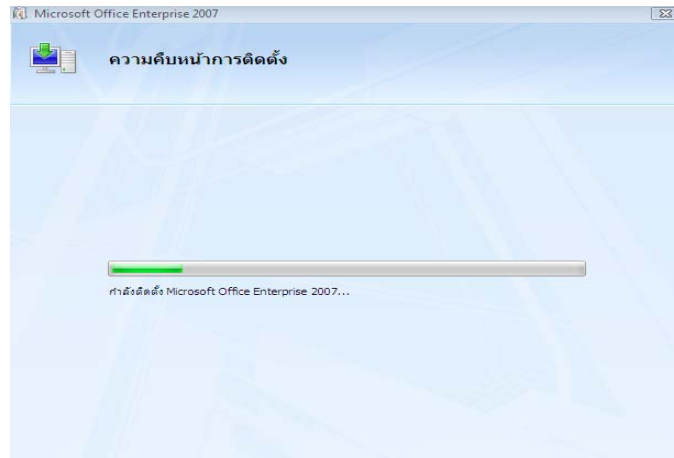 Microsoft Office Enterprise 2007
ความคืบหน้าการติดตั้ง
กำลังติดตั้ง Microsoft Office Enterprise 2007...